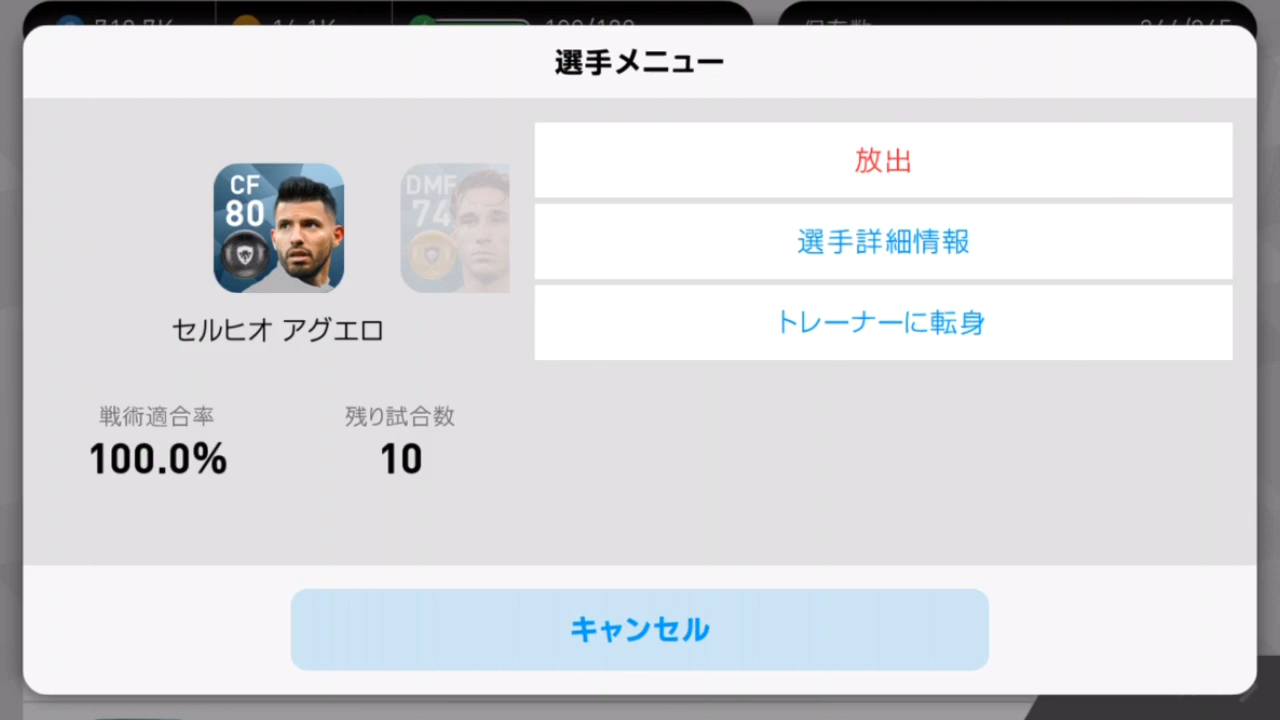 選手メニュー
CF
80
DMF
74
セルヒオ アグエロ
戦術適合率
100.0%
残り試合数
10
放出
選手詳細情報
トレーナーに転身
キャンセル